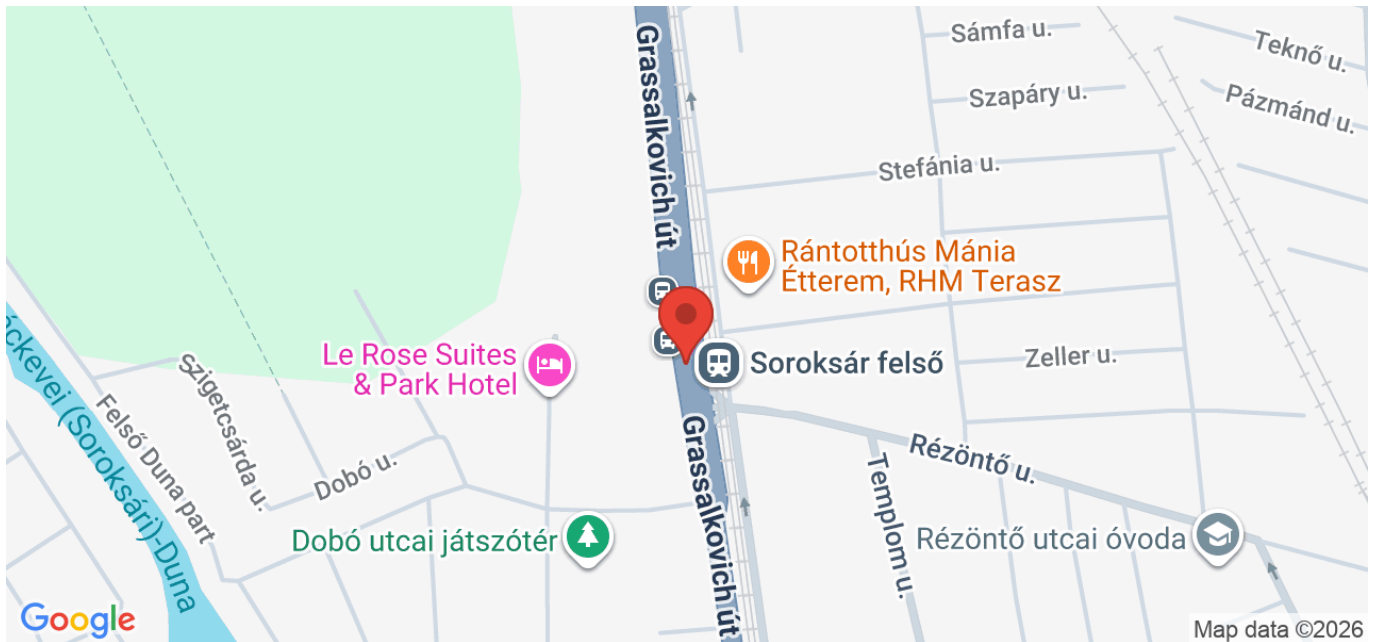 Grassalkovich út
Sámfa u.
Teknő u.
Szapáry u.
Pázmánd u.
Stefánia u.
Rántotthús Mánia
Étterem, RHM Terasz
Le Rose Suites
& Park Hotel
Soroksár felső
Zeller u.
Szigetcsárda u.
Felső Duna part
(Soroksári)-Duna
Dobó u.
Grassalkovich út
Rézöntő u.
Templom u.
Dobó utcai játszótér
Rézöntő utcai óvoda
Google
Map data ©2026